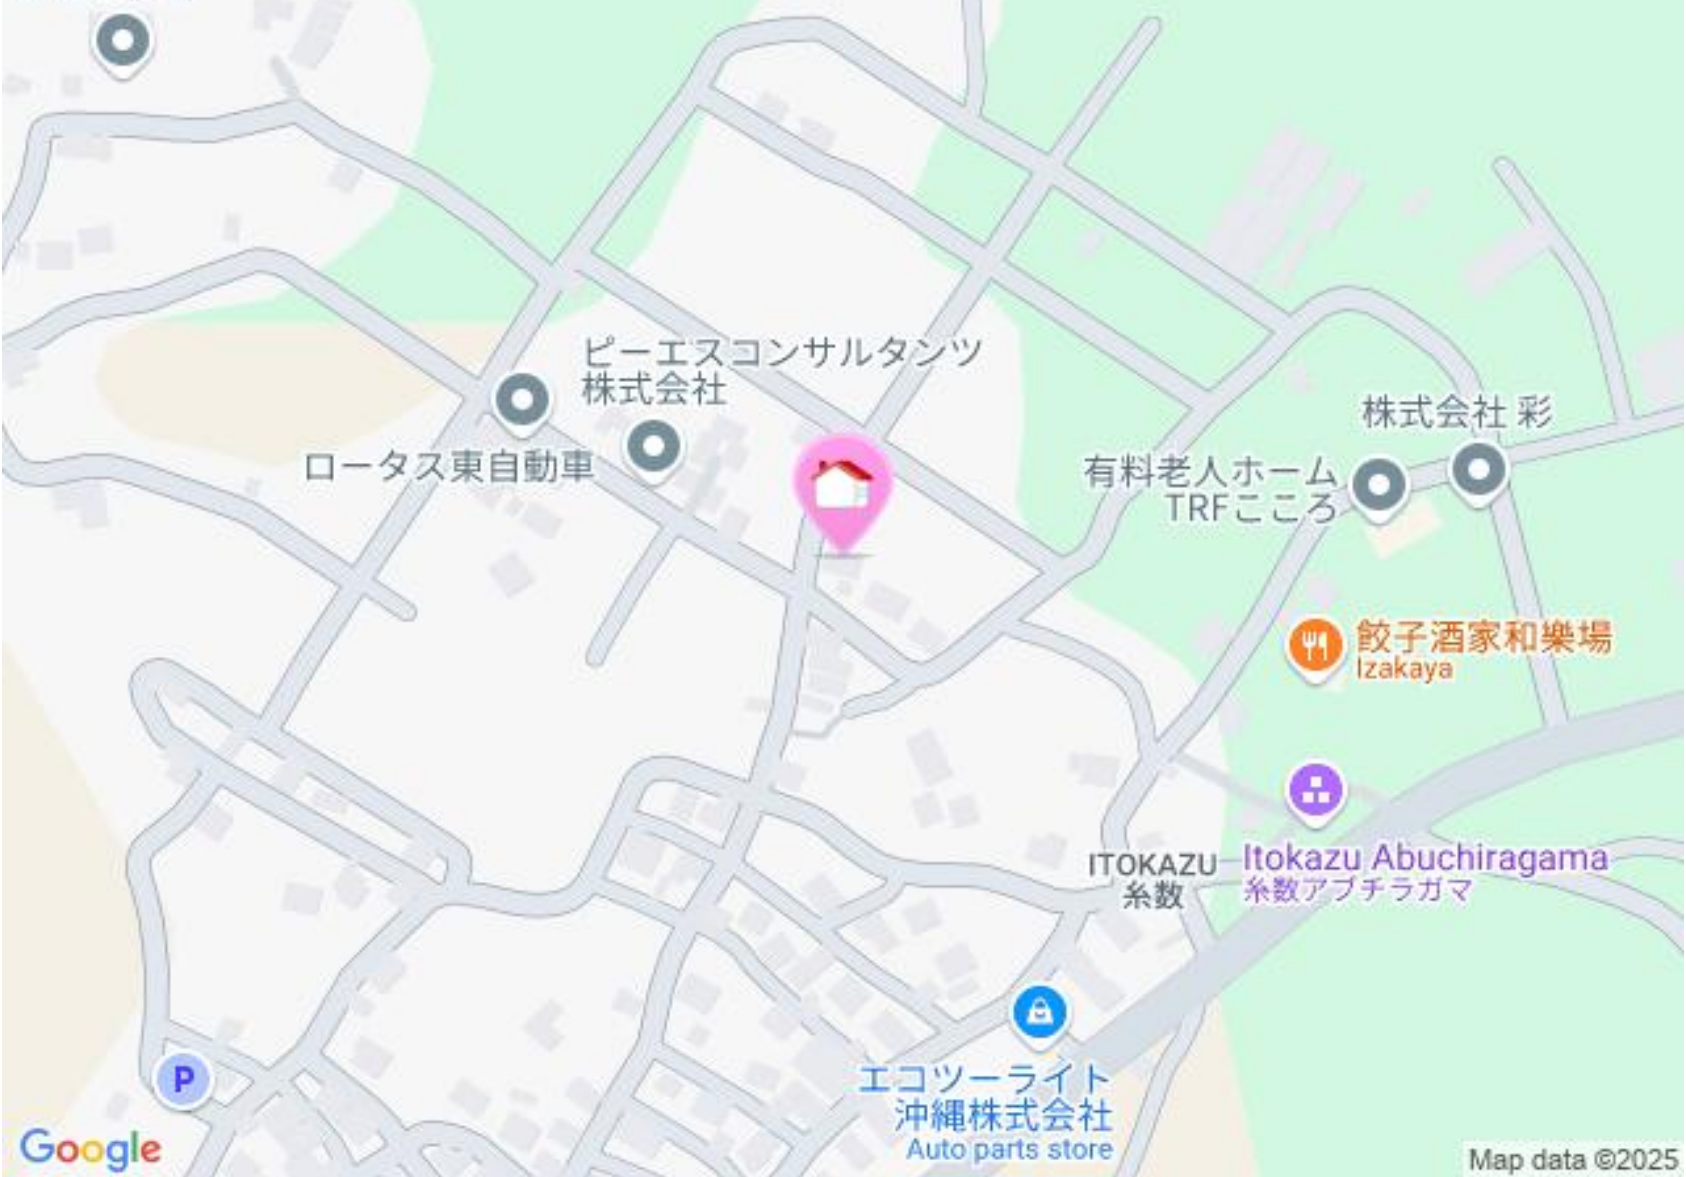 ピーエスコンサルタンツ
株式会社
ロータス東自動車
株式会社 彩
有料老人ホーム
TRFこころ
餃子酒家和樂場
Izakaya
ITOKAZU
糸数
Itokazu Abuchiragama
糸数アブチラガマ
エコツーライト
沖縄株式会社
Auto parts store
P
Google
Map data ©2025